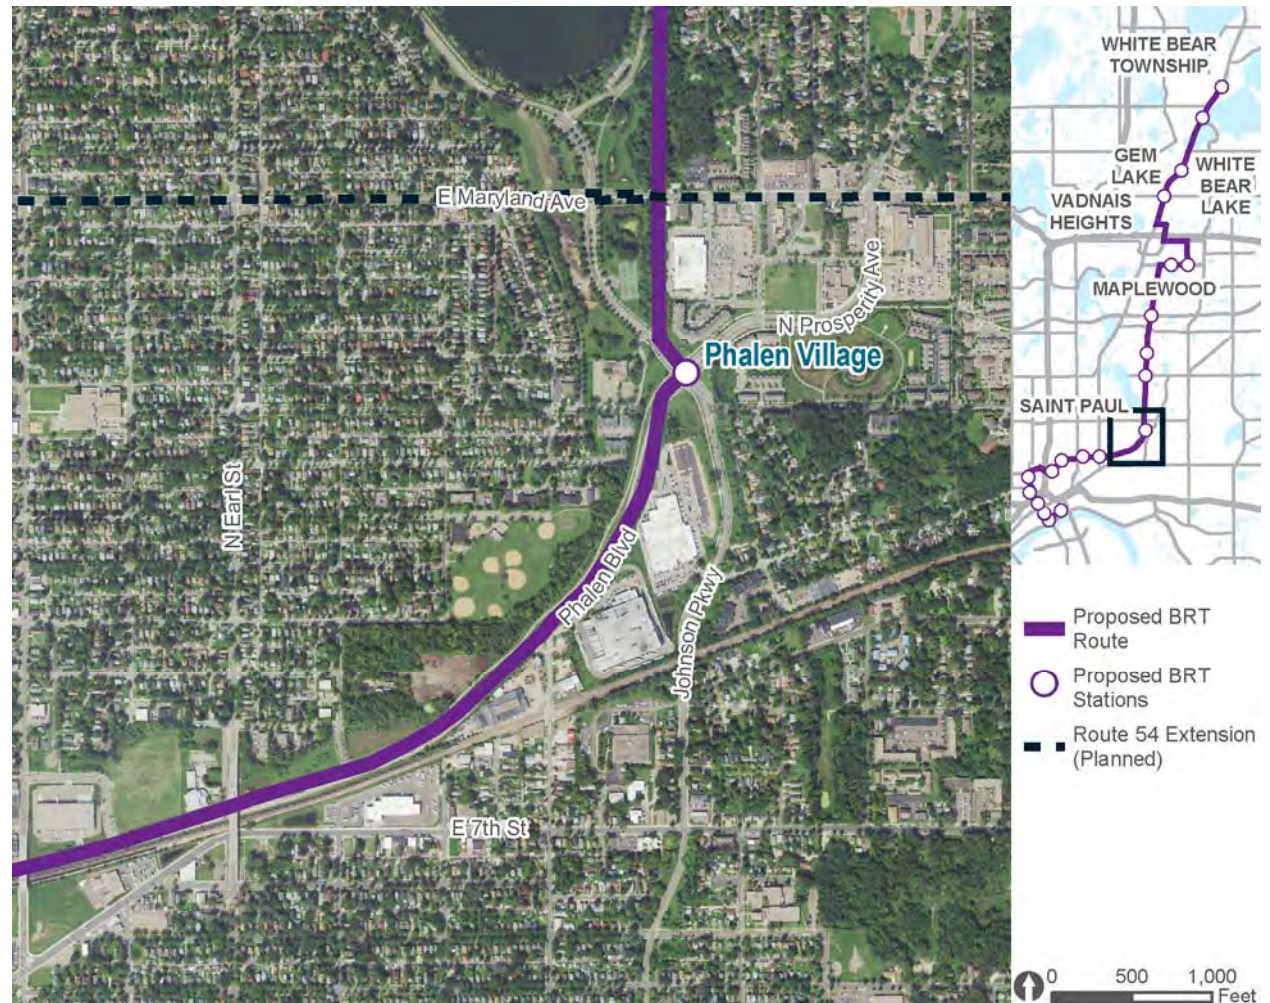 E Maryland Ave
N Prosperity Ave
Phalen Village
N Earl St
Phalen Blvd
Johnson Pkwy
E 7th St
WHITE BEAR
TOWNSHIP
GEM
LAKE
WHITE
BEAR
LAKE
VADNAIS
HEIGHTS
MAPLEWOOD
SAINT PAUL
Proposed BRT
Route
Proposed BRT
Stations
Route 54 Extension
(Planned)
0 500 1,000
Feet